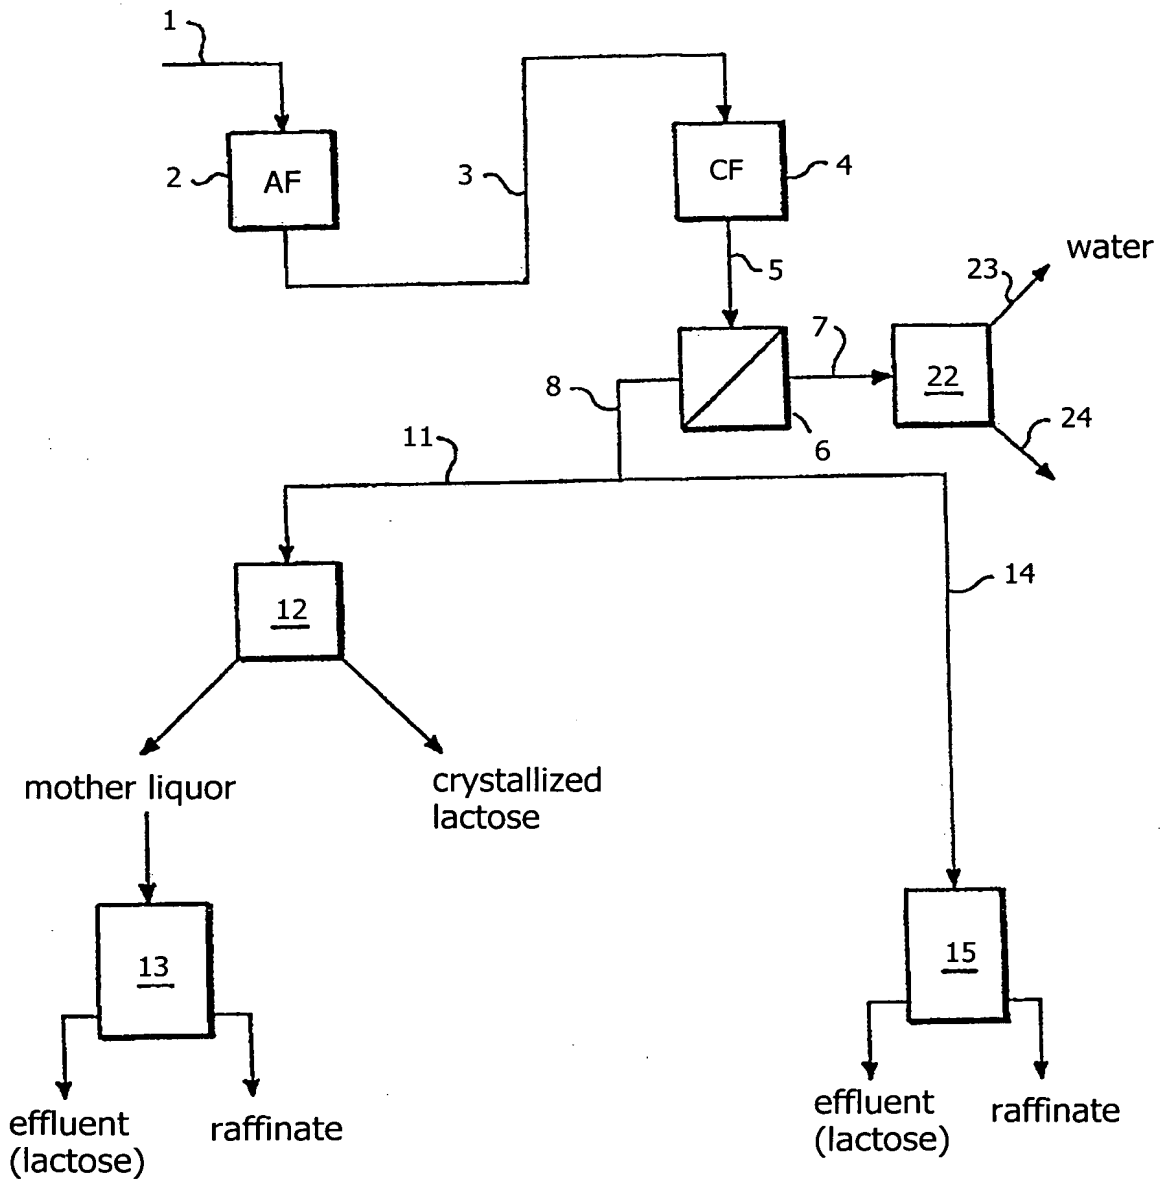 1
2
AF
3
CF
4
5
water
23
7
22
8
6
24
11
14
12
mother liquor
crystallized
lactose
13
15
effluent
(lactose)
raffinate
effluent
(lactose)
raffinate